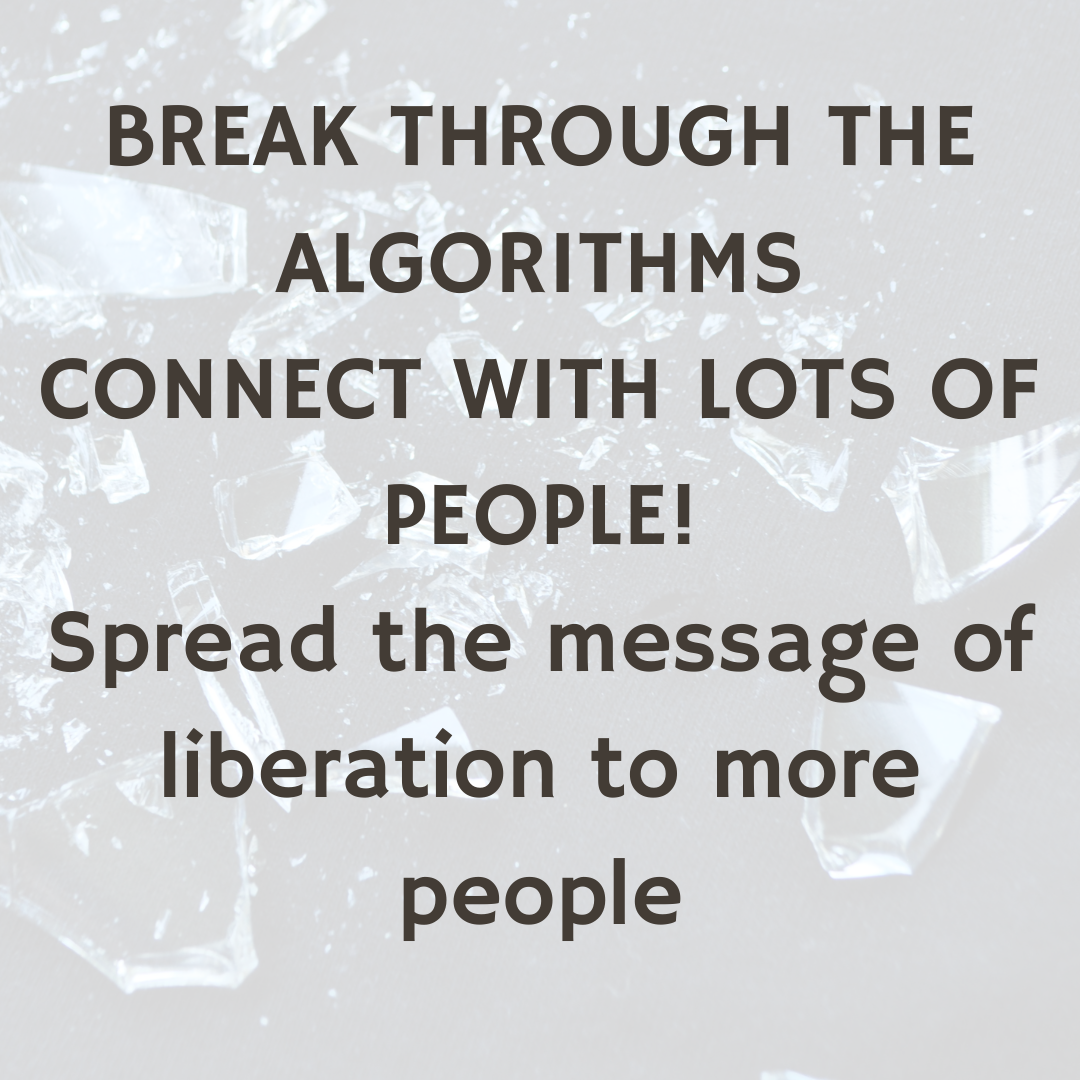 BREAK THROUGH THE
ALGORITHMS
CONNECT WITH LOTS OF
PEOPLE!
Spread the message of
liberation to more
people